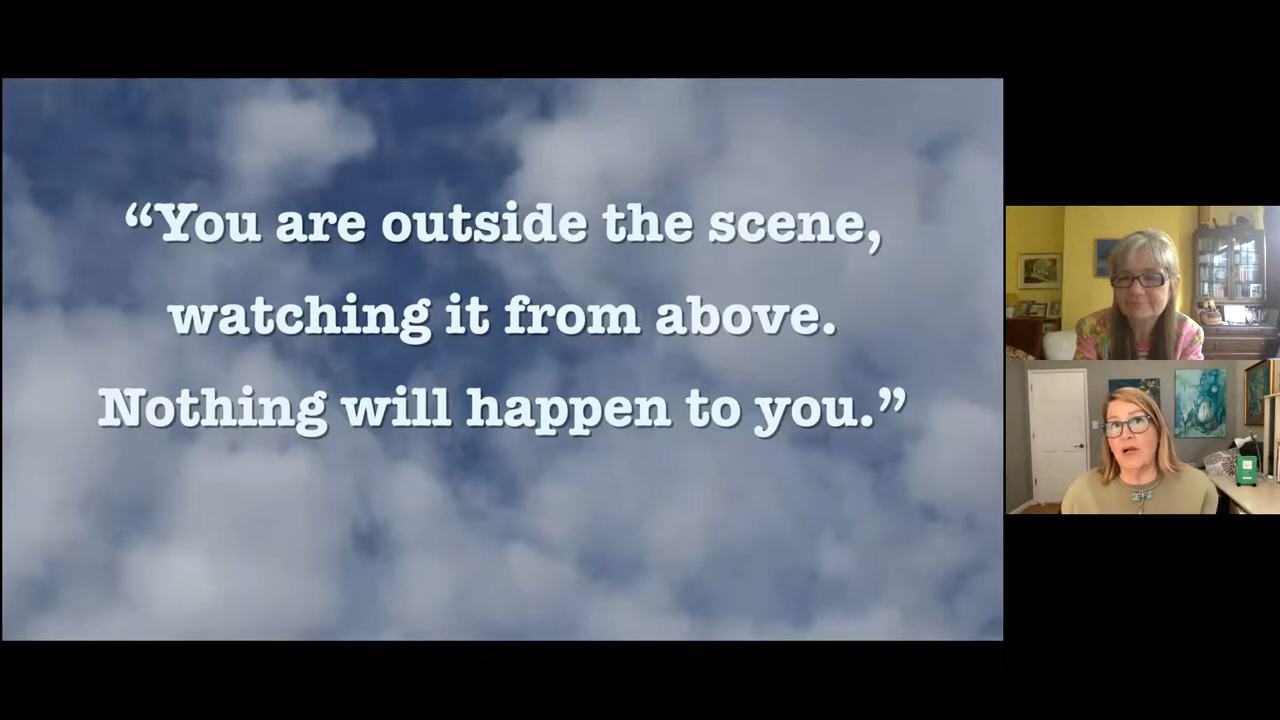 “You are outside the scene,
watching it from above.
Nothing will happen to you.”